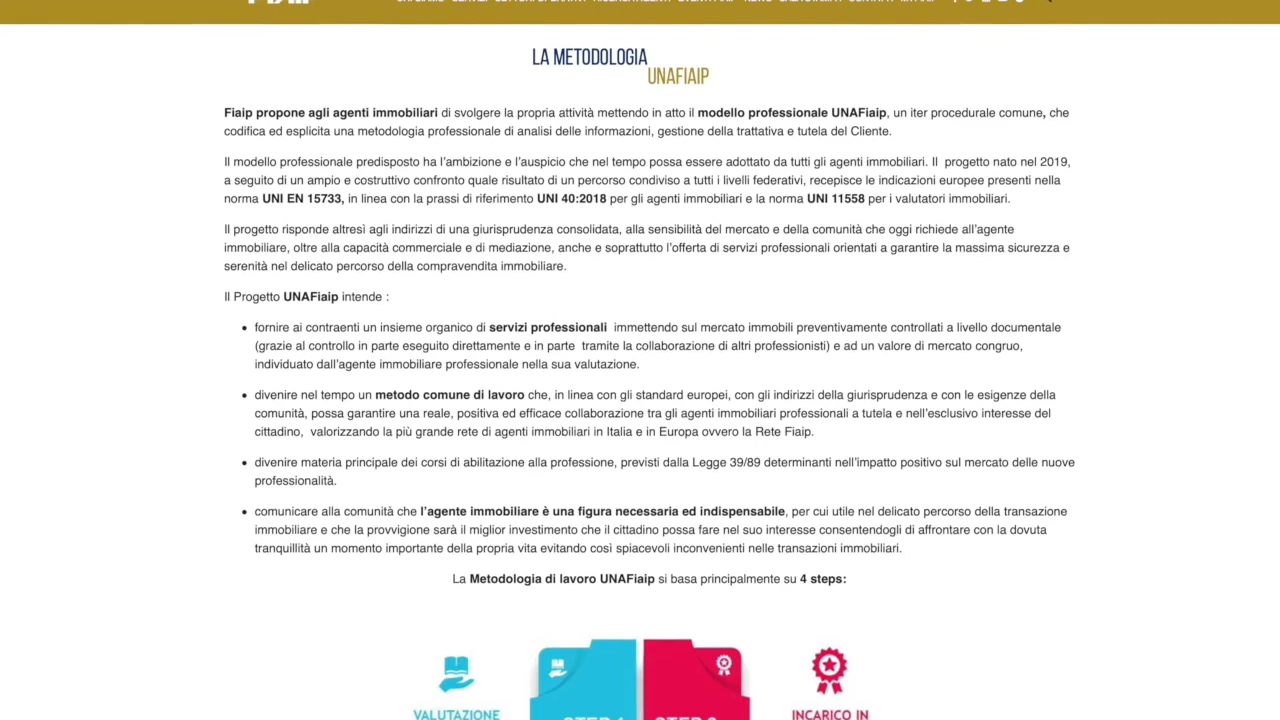 LA METODOLOGIA
UNAFIAIP
Fiaip propone agli agenti immobiliari di svolgere la propria attività mettendo in atto il modello professionale UNAFiaip, un iter procedurale comune, che
codifica ed esplicita una metodologia professionale di analisi delle informazioni, gestione della trattativa e tutela del Cliente.
Il modello professionale predisposto ha l'ambizione e l'auspicio che nel tempo possa essere adottato da tutti gli agenti immobiliari. Il progetto nato nel 2019,
a seguito di un ampio e costruttivo confronto quale risultato di un percorso condiviso a tutti i livelli federativi, recepisce le indicazioni europee presenti nella
norma UNI EN 15733, in linea con la prassi di riferimento UNI 40:2018 per gli agenti immobiliari e la norma UNI 11558 per i valutatori immobiliari.
Il progetto risponde altresì agli indirizzi di una giurisprudenza consolidata, alla sensibilità del mercato e della comunità che oggi richiede all'agente
immobiliare, oltre alla capacità commerciale e di mediazione, anche e soprattutto l'offerta di servizi professionali orientati a garantire la massima sicurezza e
serenità nel delicato percorso della compravendita immobiliare.
Il Progetto UNAFiaip intende :
• fornire ai contraenti un insieme organico di servizi professionali immettendo sul mercato immobili preventivamente controllati a livello documentale
(grazie al controllo in parte eseguito direttamente e in parte tramite la collaborazione di altri professionisti) e ad un valore di mercato congruo,
individuato dall'agente immobiliare professionale nella sua valutazione.
• divenire nel tempo un metodo comune di lavoro che, in linea con gli standard europei, con gli indirizzi della giurisprudenza e con le esigenze della
comunità, possa garantire una reale, positiva ed efficace collaborazione tra gli agenti immobiliari professionali a tutela e nell'esclusivo interesse del
cittadino, valorizzando la più grande rete di agenti immobiliari in Italia e in Europa ovvero la Rete Fiaip.
• divenire materia principale dei corsi di abilitazione alla professione, previsti dalla Legge 39/89 determinanti nell'impatto positivo sul mercato delle nuove
professionalità.
• comunicare alla comunità che l'agente immobiliare è una figura necessaria ed indispensabile, per cui utile nel delicato percorso della transazione
immobiliare e che la provvigione sarà il miglior investimento che il cittadino possa fare nel suo interesse consentendogli di affrontare con la dovuta
tranquillità un momento importante della propria vita evitando così spiacevoli inconvenienti nelle transazioni immobiliari.
La Metodologia di lavoro UNAFiaip si basa principalmente su 4 steps:
VALUTAZIONE
INCARICO IN